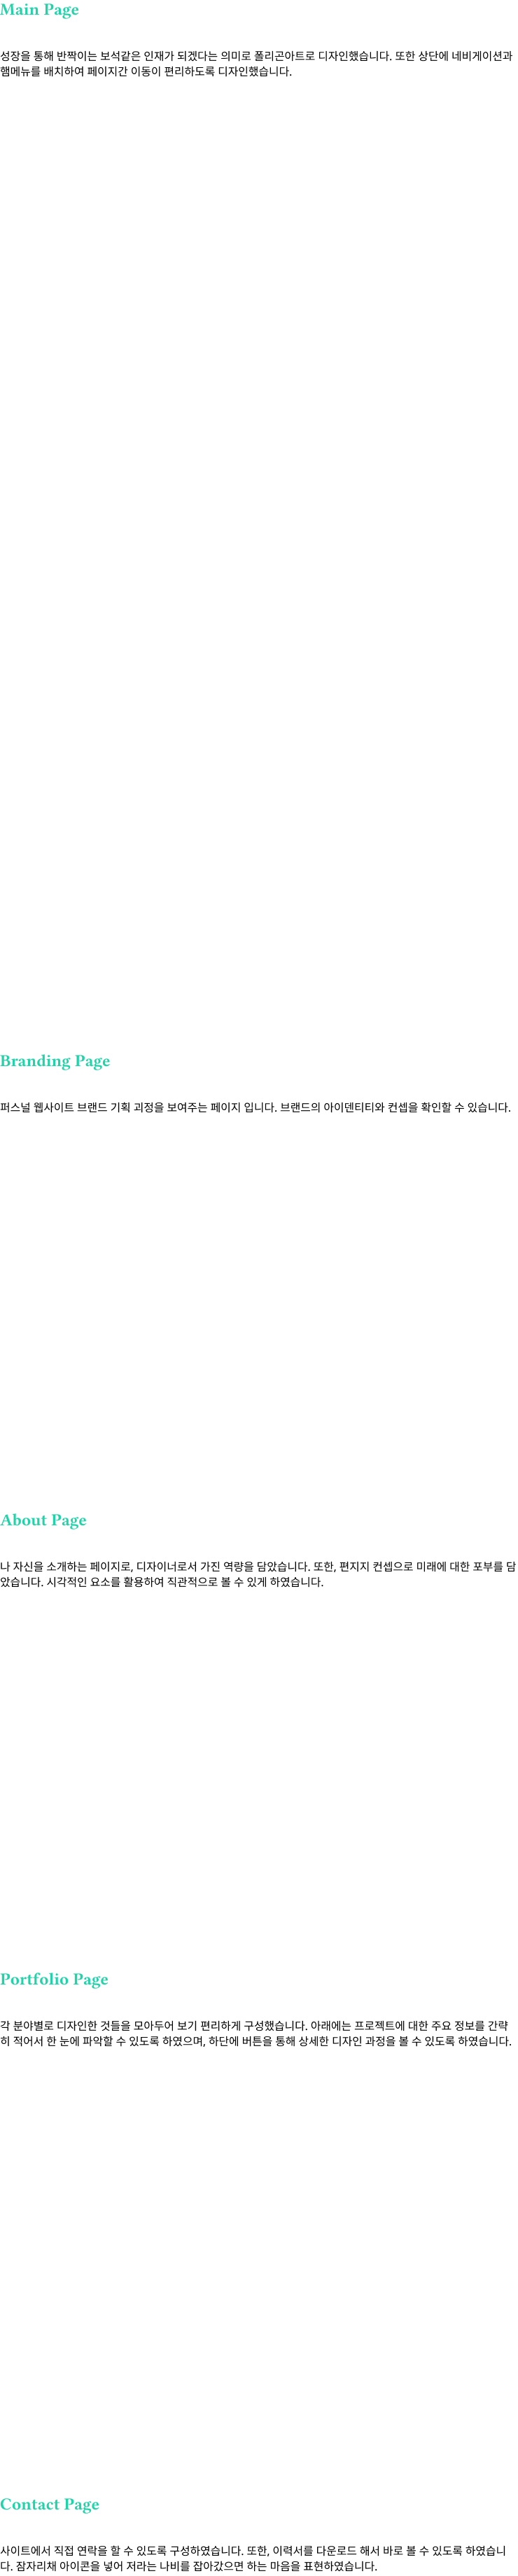 Main Page
성장을 통해 반짝이는 보석같은 인재가 되겠다는 의미로 폴리곤아트로 디자인했습니다. 또한 상단에 네비게이션과
햄메뉴를 배치하여 페이지간 이동이 편리하도록 디자인했습니다.
Branding Page
퍼스널 웹사이트 브랜드 기획 괴정을 보여주는 페이지 입니다. 브랜드의 아이덴티티와 컨셉을 확인할 수 있습니다.
About Page
나 자신을 소개하는 페이지로, 디자이너로서 가진 역량을 담았습니다. 또한, 편지지 컨셉으로 미래에 대한 포부를 담
았습니다. 시각적인 요소를 활용하여 직관적으로 볼 수 있게 하였습니다.
Portfolio Page
각 분야별로 디자인한 것들을 모아두어 보기 편리하게 구성했습니다. 아래에는 프로젝트에 대한 주요 정보를 간략
히 적어서 한 눈에 파악할 수 있도록 하였으며, 하단에 버튼을 통해 상세한 디자인 과정을 볼 수 있도록 하였습니다.
Contact Page
사이트에서 직접 연락을 할 수 있도록 구성하였습니다. 또한, 이력서를 다운로드 해서 바로 볼 수 있도록 하였습니
다. 잠자리채 아이콘을 넣어 저라는 나비를 잡아갔으면 하는 마음을 표현하였습니다.